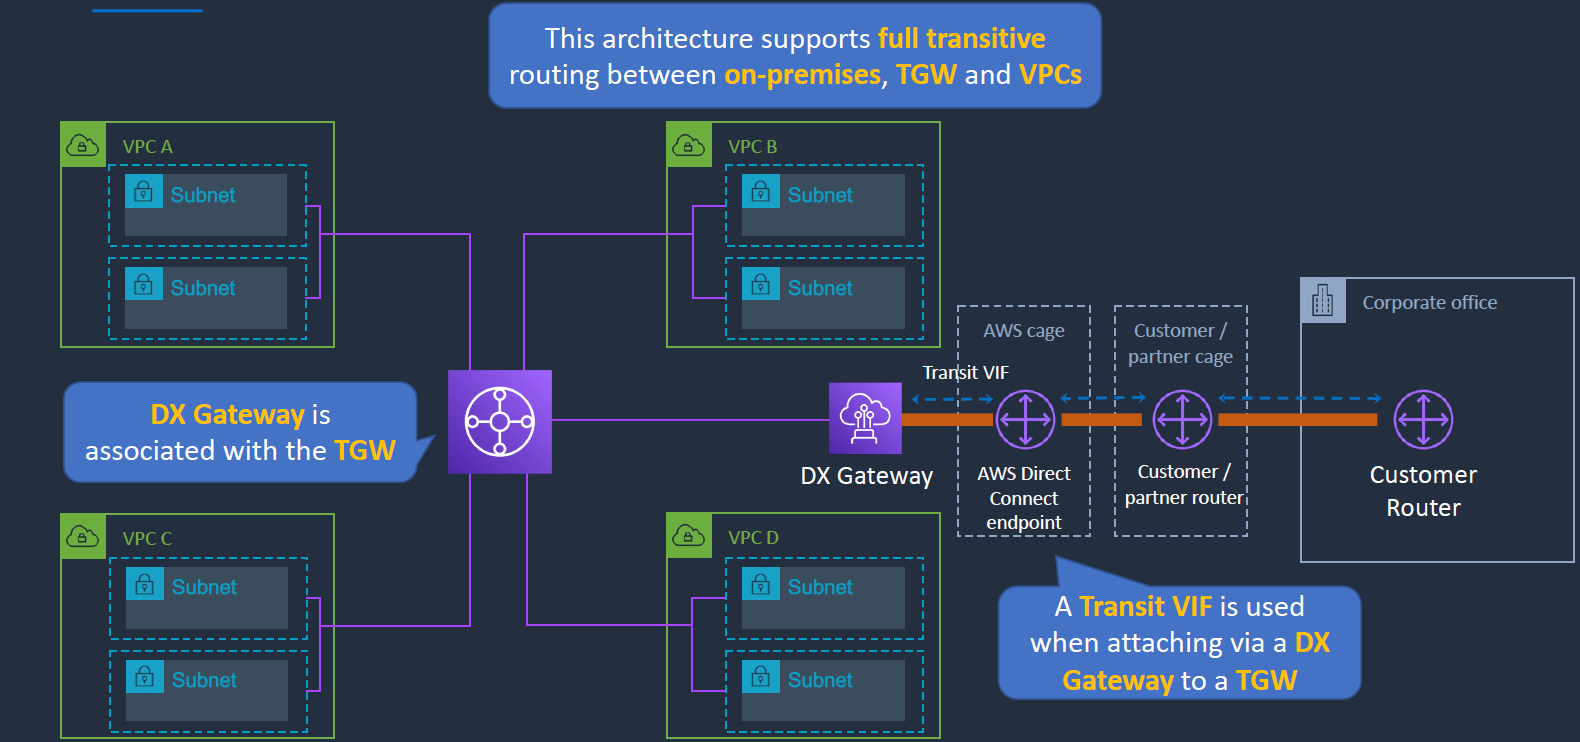 This architecture supports full transitive
routing between on-premises, TGW and VPCs
VPC A
Subnet
Subnet
VPC B
Subnet
Subnet
Corporate office
AWS cage
Customer /
partner cage
Transit VIF
DX Gateway is
associated with the TGW
DX Gateway
AWS Direct
Connect
endpoint
Customer /
partner router
Customer
Router
VPC C
Subnet
Subnet
VPC D
Subnet
Subnet
A Transit VIF is used
when attaching via a DX
Gateway to a TGW